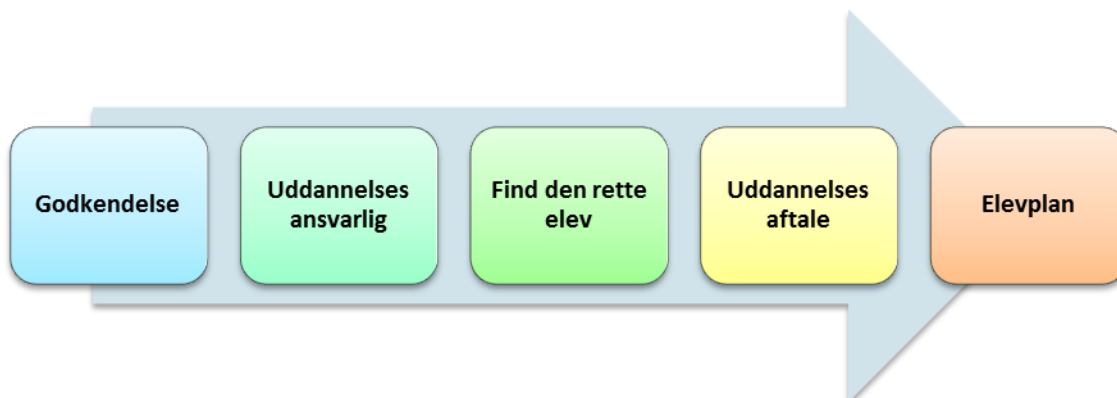 Godkendelse
Uddannelses
ansvarlig
Find den rette
elev
Uddannelses
aftale
Elevplan